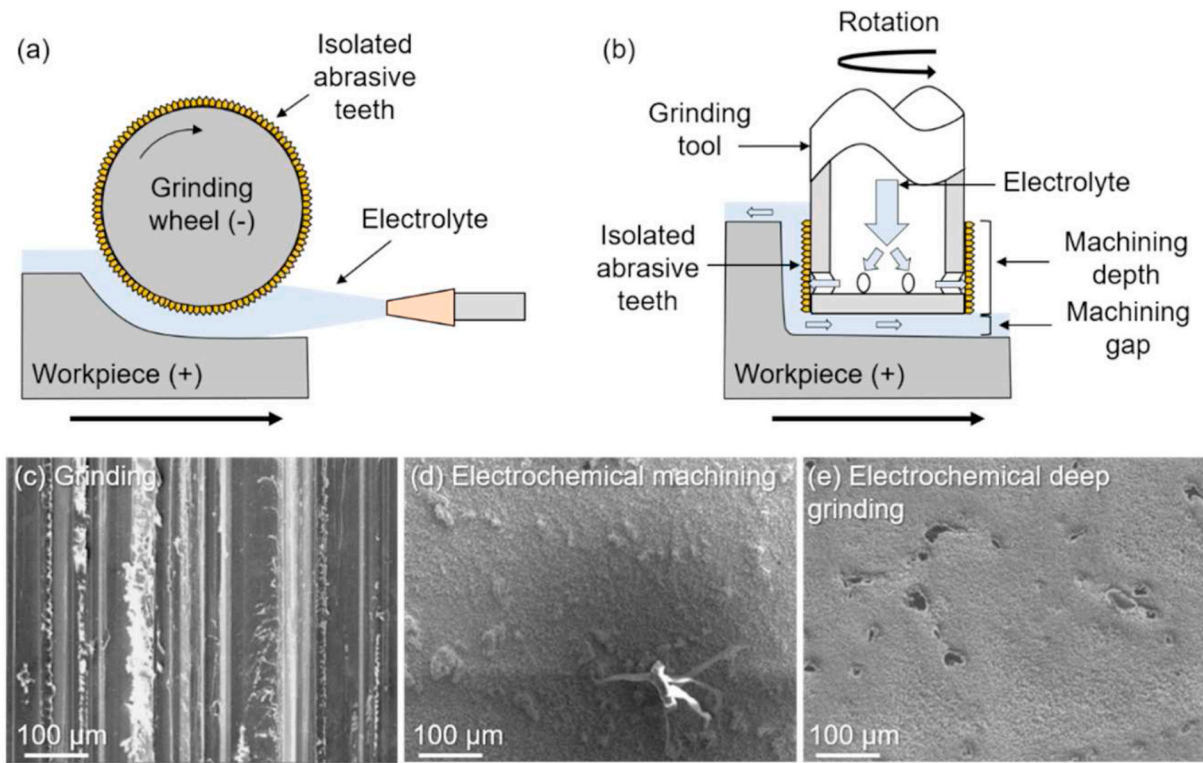 (a)
Isolated
abrasive
teeth
Grinding
wheel (-)
Electrolyte
Workpiece (+)
(b)
Rotation
Grinding
tool
Electrolyte
Isolated
abrasive
teeth
Machining
depth
Machining
gap
Workpiece (+)
(c) Grinding
100 µm
(d) Electrochemical machining
100 µm
(e) Electrochemical deep
grinding
100 µm